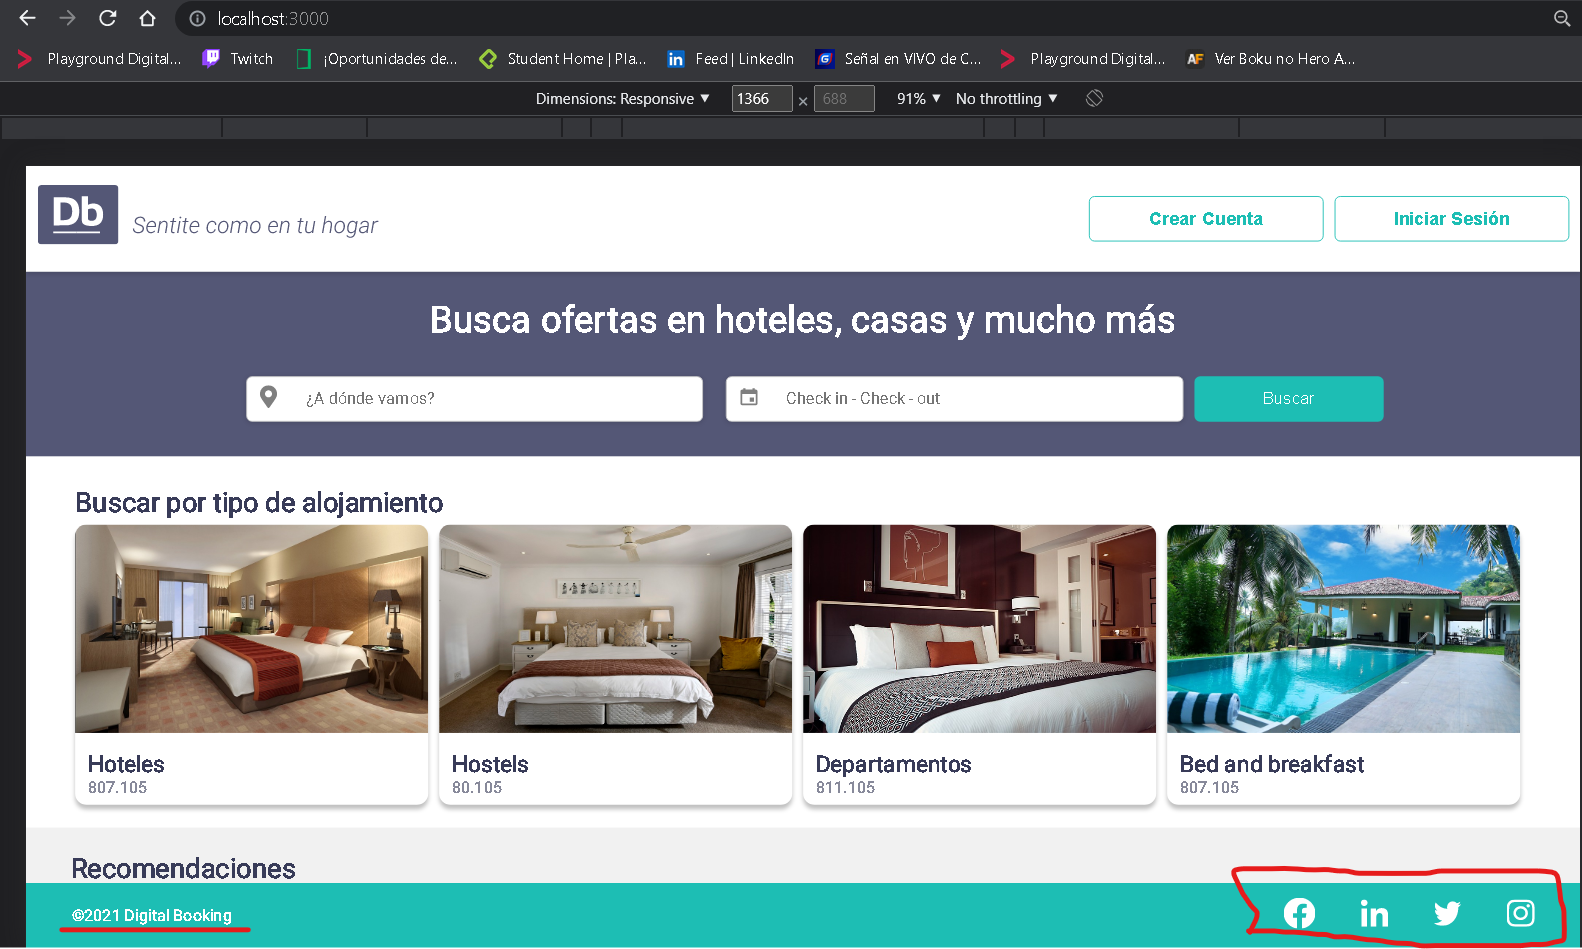 localhost:3000
Playground Digital...
Twitch
¡Oportunidades de...
Student Home | Pla...
Feed | LinkedIn
Señal en VIVO de C...
Playground Digital...
AF
Ver Boku no Hero A...
Dimensions: Responsive ▼
1366 × 688
91% ▼
No throttling ▼
Db
Sentite como en tu hogar
Crear Cuenta
Iniciar Sesión
Busca ofertas en hoteles, casas y mucho más
¿A dónde vamos?
Check in - Check - out
Buscar
Buscar por tipo de alojamiento
Hoteles
807.105
Hostels
80.105
Departamentos
811.105
Bed and breakfast
807.105
Recomendaciones
©2021 Digital Booking